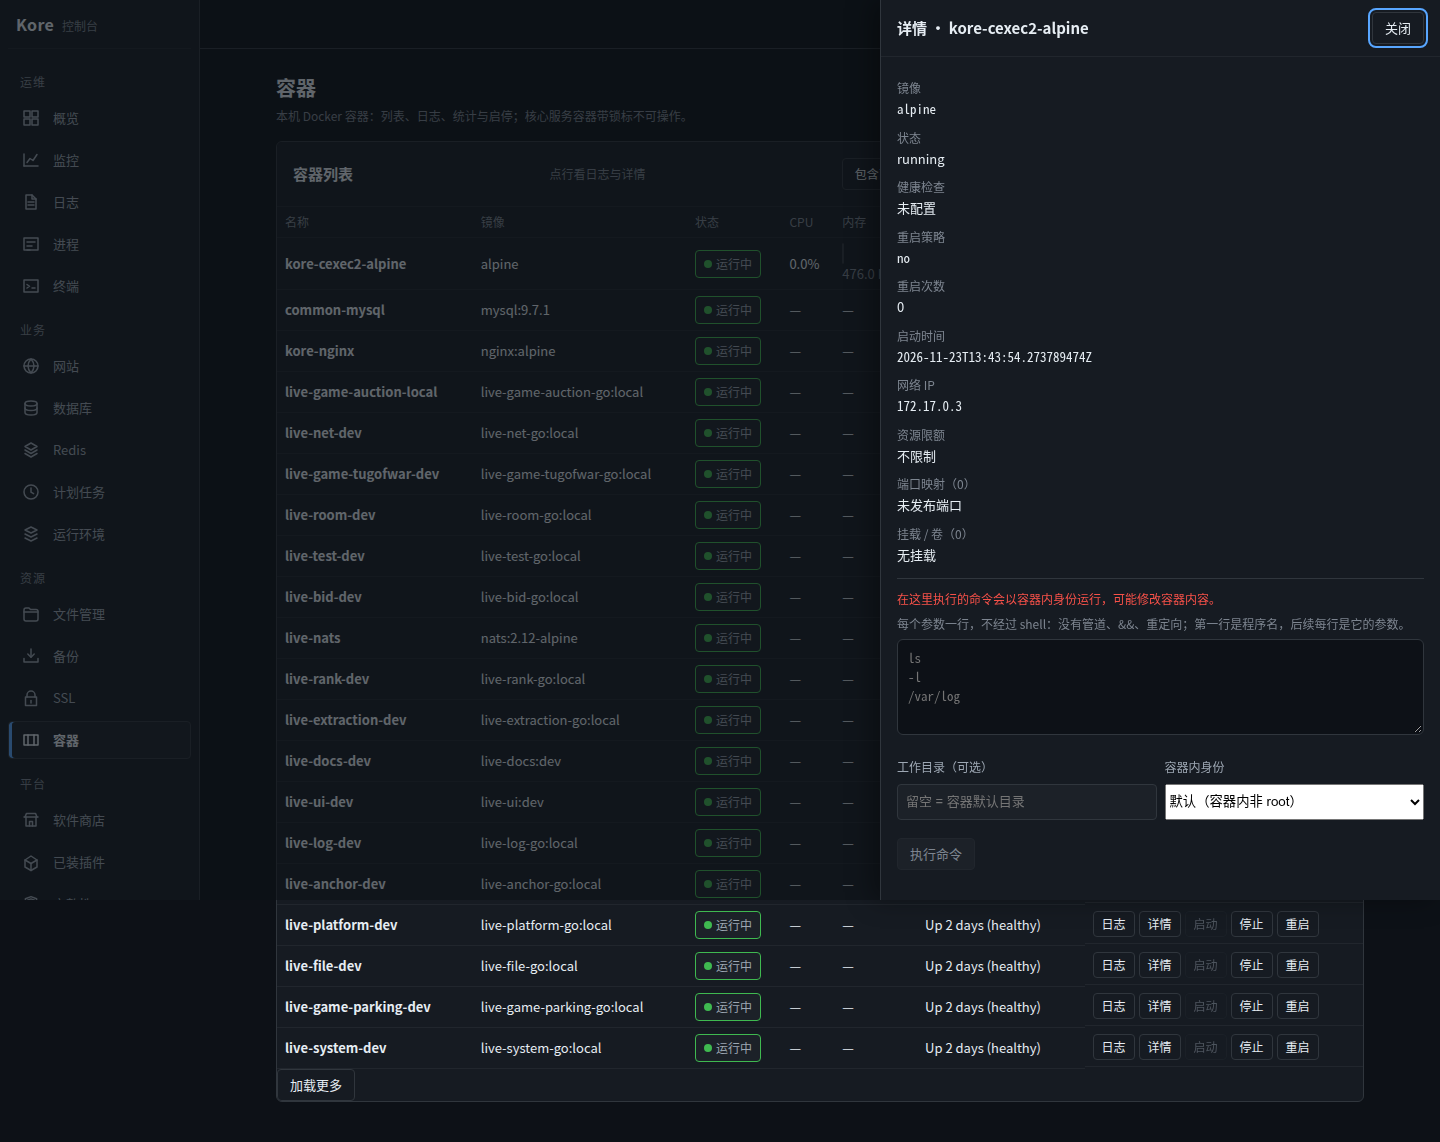 Kore 控制台
运维
概览
监控
日志
进程
终端
业务
网站
数据库
Redis
计划任务
运行环境
资源
文件管理
备份
SSL
容器
平台
软件商店
已装插件
容器
本机 Docker 容器：列表、日志、统计与启停；核心服务容器带锁标不可操作。
容器列表 点行看日志与详情 包含
名称 镜像 状态 CPU 内存
kore-cexec2-alpine alpine 运行中 0.0% 476.0
common-mysql mysql:9.7.1 运行中 — —
kore-nginx nginx:alpine 运行中 — —
live-game-auction-local live-game-auction-go:local 运行中 — —
live-net-dev live-net-go:local 运行中 — —
live-game-tugofwar-dev live-game-tugofwar-go:local 运行中 — —
live-room-dev live-room-go:local 运行中 — —
live-test-dev live-test-go:local 运行中 — —
live-bid-dev live-bid-go:local 运行中 — —
live-nats nats:2.12-alpine 运行中 — —
live-rank-dev live-rank-go:local 运行中 — —
live-extraction-dev live-extraction-go:local 运行中 — —
live-docs-dev live-docs:dev 运行中 — —
live-ui-dev live-ui:dev 运行中 — —
live-log-dev live-log-go:local 运行中 — —
live-anchor-dev live-anchor-go:local 运行中 — —
live-platform-dev live-platform-go:local 运行中 — — Up 2 days (healthy) 日志 详情 启动 停止 重启
live-file-dev live-file-go:local 运行中 — — Up 2 days (healthy) 日志 详情 启动 停止 重启
live-game-parking-dev live-game-parking-go:local 运行中 — — Up 2 days (healthy) 日志 详情 启动 停止 重启
live-system-dev live-system-go:local 运行中 — — Up 2 days (healthy) 日志 详情 启动 停止 重启
加载更多
详情 · kore-cexec2-alpine 关闭
镜像
alpine
状态
running
健康检查
未配置
重启策略
no
重启次数
0
启动时间
2026-11-23T13:43:54.273789474Z
网络 IP
172.17.0.3
资源限额
不限制
端口映射（0）
未发布端口
挂载 / 卷（0）
无挂载
在这里执行的命令会以容器内身份运行，可能修改容器内容。
每个参数一行，不经过 shell：没有管道、&&、重定向；第一行是程序名，后续每行是它的参数。
ls
-l
/var/log
工作目录（可选） 容器内身份
留空 = 容器默认目录 默认（容器内非 root）
执行命令